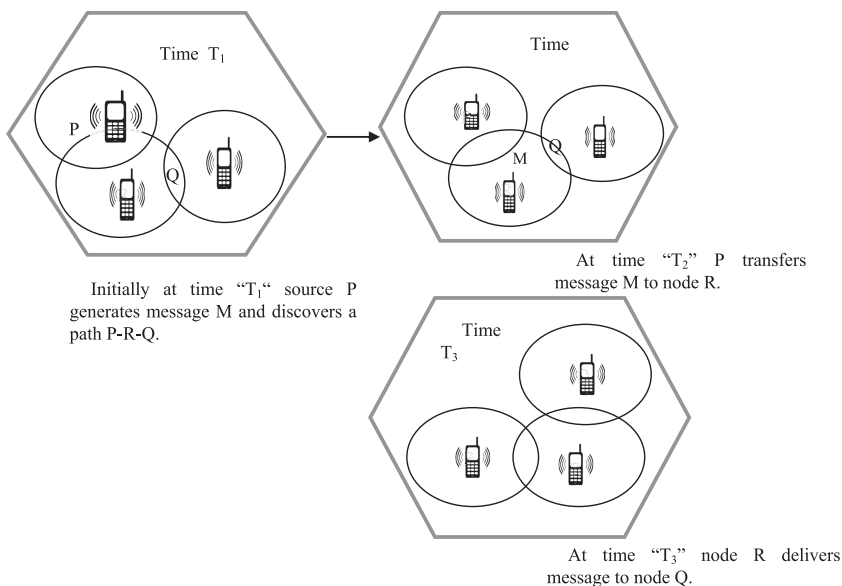 Time T₁
P
Q
Initially at time “T₁“ source P
generates message M and discovers a
path P-R-Q.
Time
M
Q
At time “T₂” P transfers
message M to node R.
Time
T₃
At time “T₃” node R delivers
message to node Q.